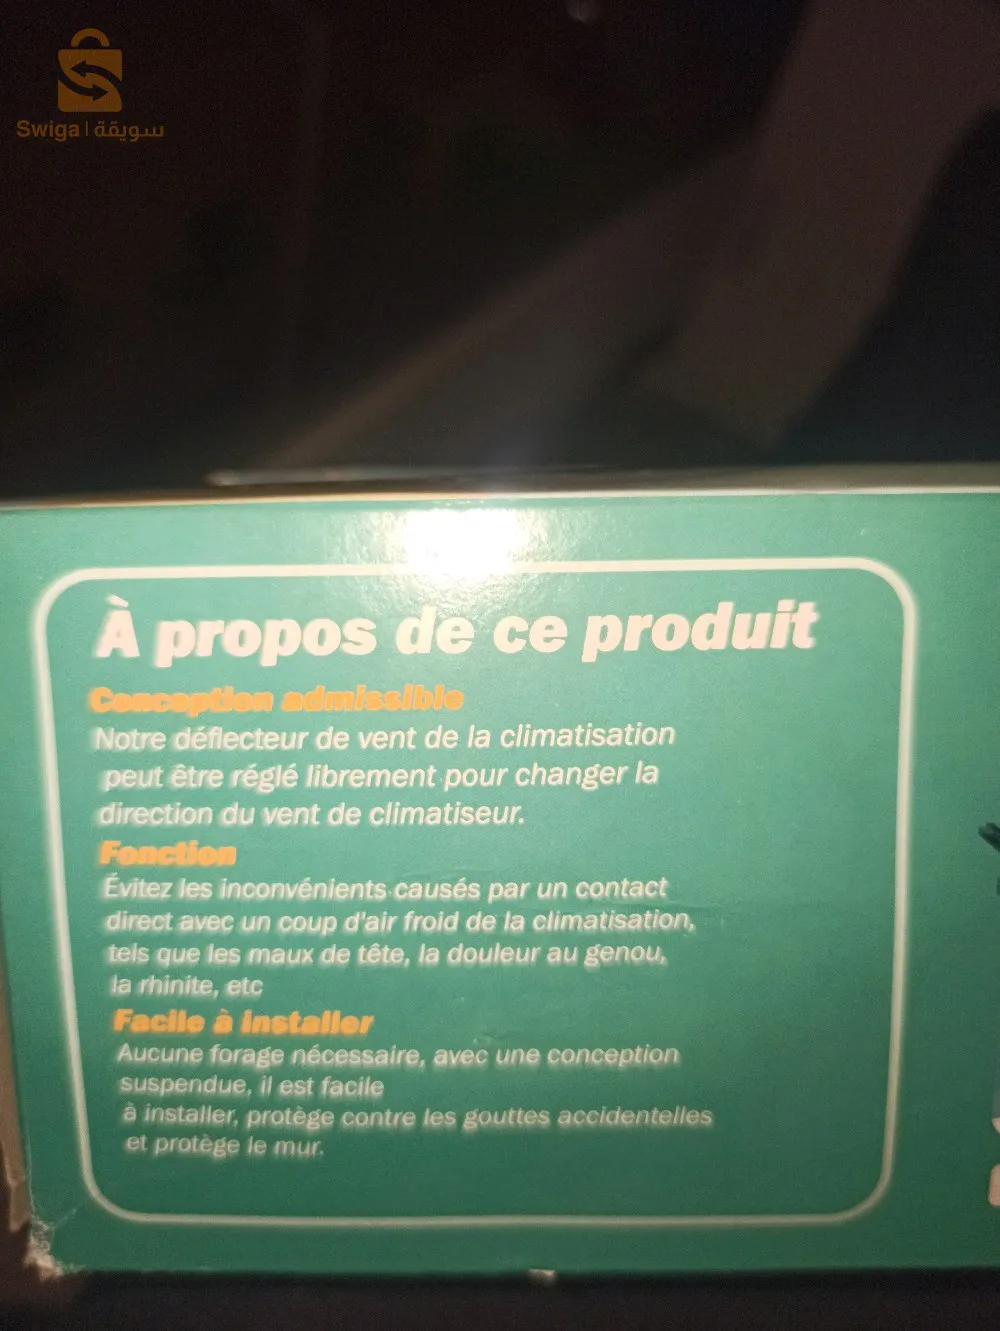 Swiga | سويقة
À propos de ce produit
Conception admissible
Notre déflecteur de vent de la climatisation
peut être réglé librement pour changer la
direction du vent de climatiseur.
Fonction
Évitez les inconvénients causés par un contact
direct avec un coup d'air froid de la climatisation,
tels que les maux de tête, la douleur au genou,
la rhinite, etc
Facile à installer
Aucune forage nécessaire, avec une conception
suspendue, il est facile
à installer, protège contre les gouttes accidentelles
et protège le mur.